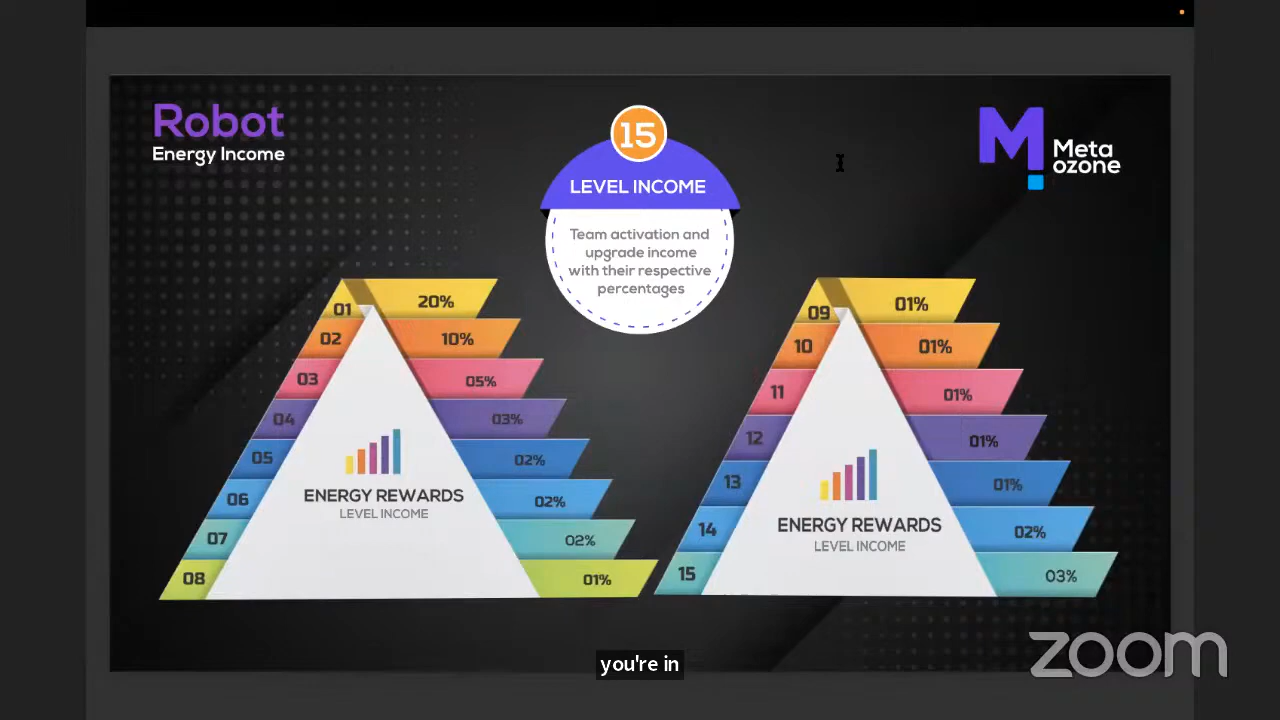 Robot
Energy Income
15
LEVEL INCOME
Team activation and
upgrade income
with their respective
percentages
M
Meta
ozone
01 20%
02 10%
03 05%
04 03%
05 02%
06 02%
07 02%
08 01%
ENERGY REWARDS
LEVEL INCOME
09 01%
10 01%
11 01%
12 01%
13 01%
14 02%
15 03%
ENERGY REWARDS
LEVEL INCOME
you're in
zoom